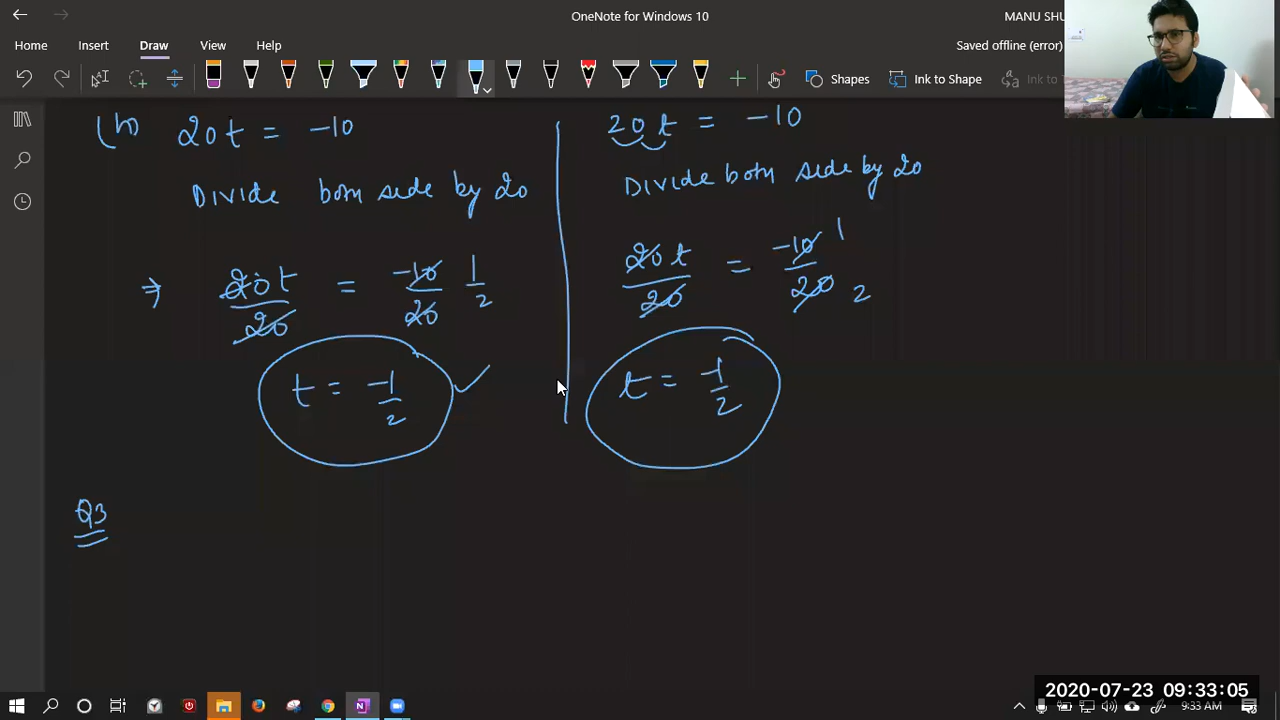 OneNote for Windows 10
MANU SHU
Home Insert Draw View Help
Saved offline (error)
Shapes Ink to Shape Ink to
(h) 20t = -10
Divide both side by 20
⇒ 20t/20 = -10/20 1/2
t = -1/2 ✓
20t = -10
Divide both side by 20
20t/20 = -10/20 1 2
t = -1/2
Q3
2020-07-23 09:33:05
9:33 AM